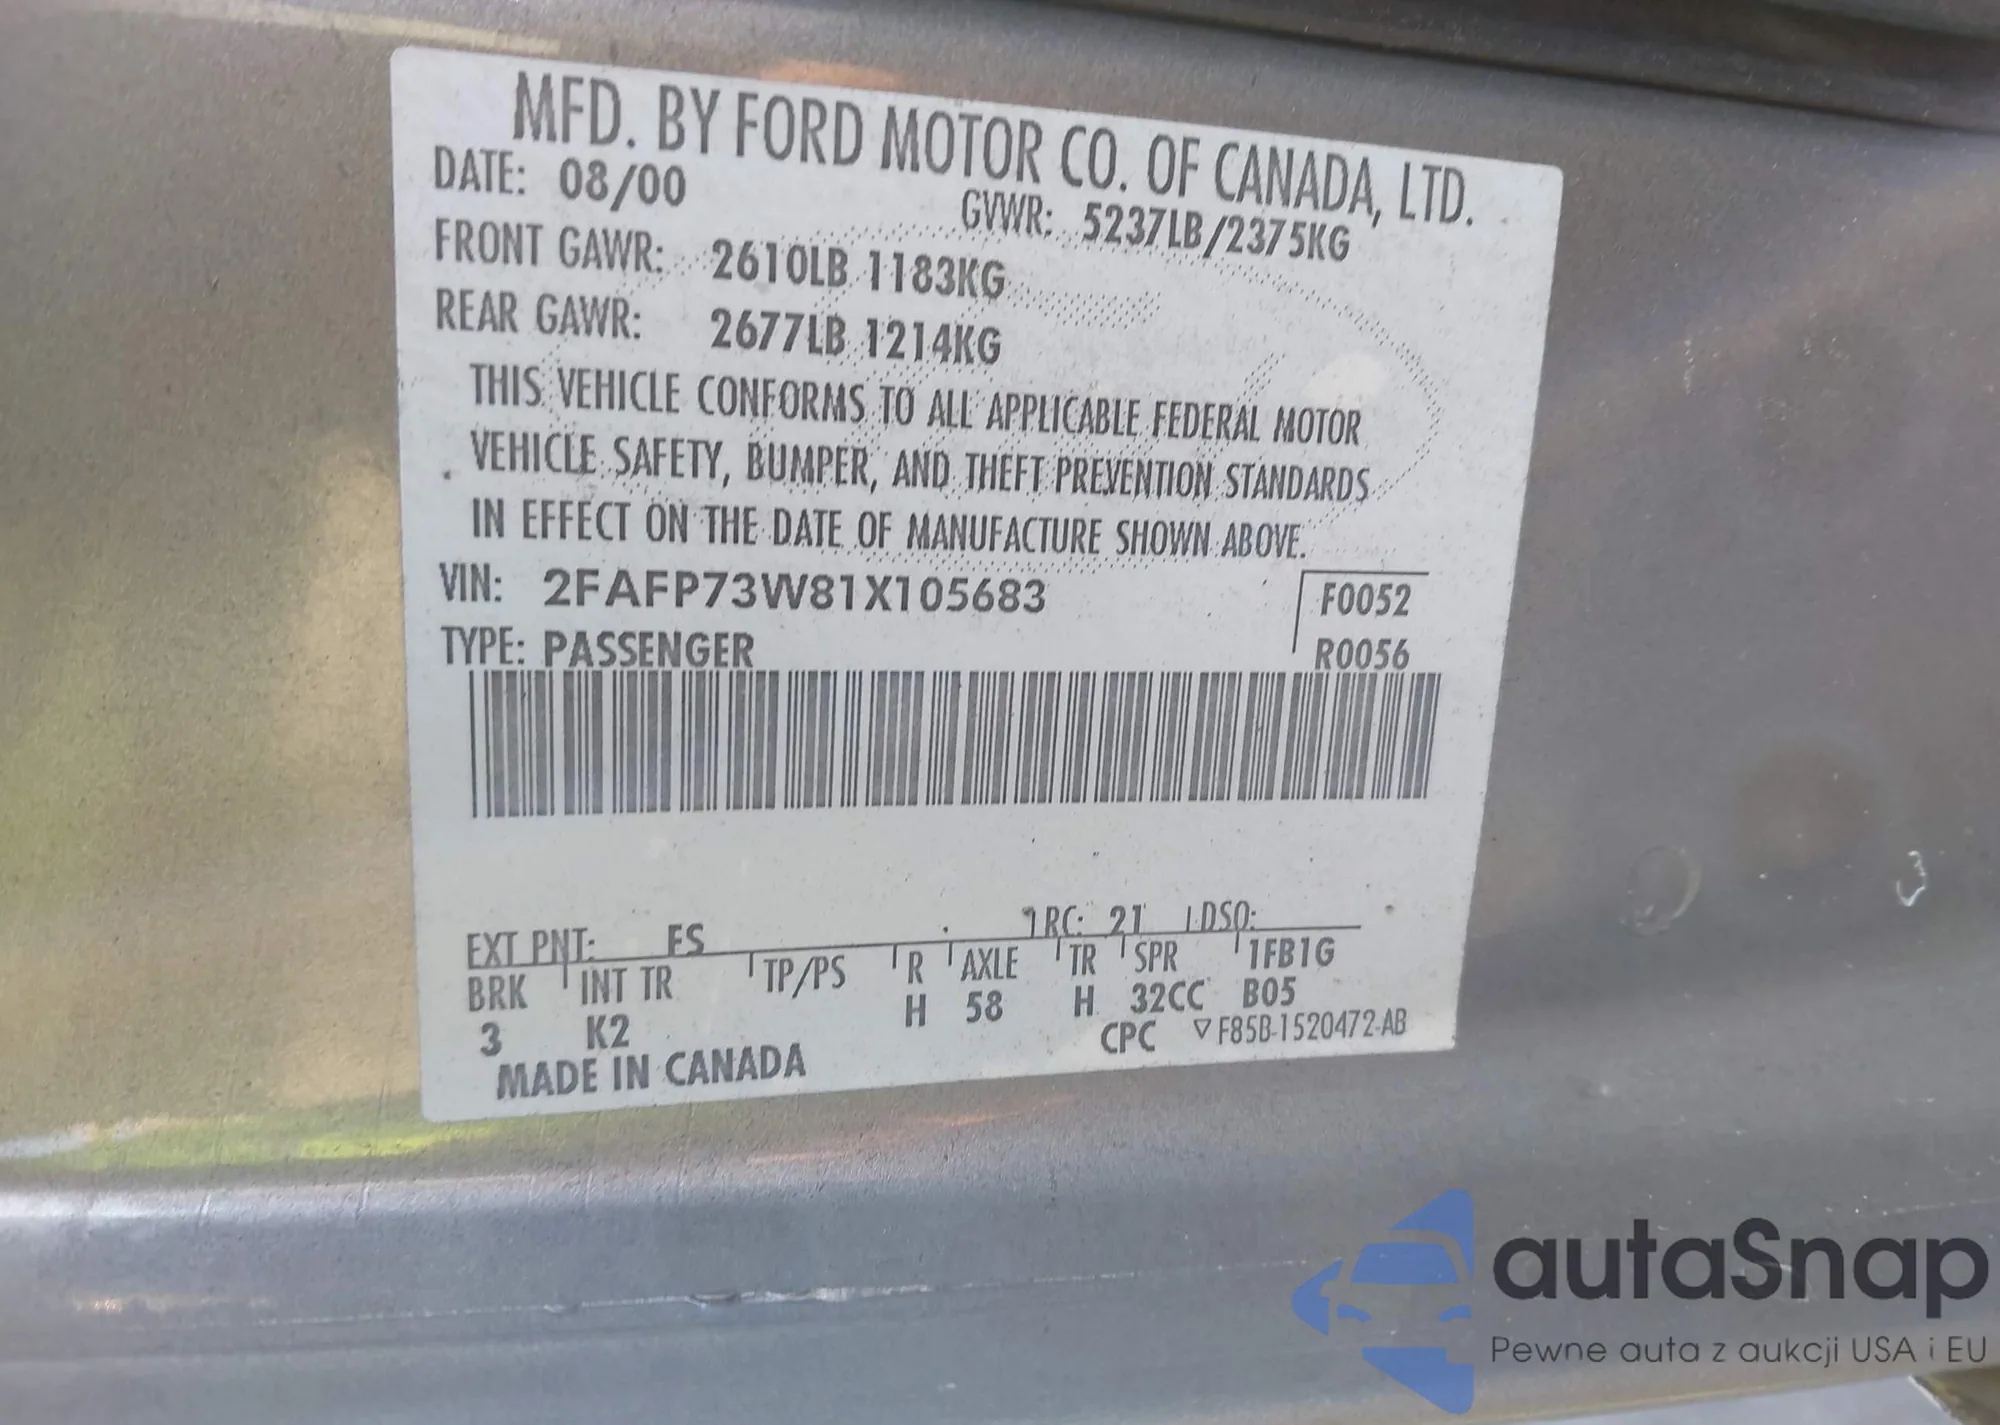 MFD. BY FORD MOTOR CO. OF CANADA, LTD.
DATE: 08/00 GVWR: 5237LB/2375KG
FRONT GAWR: 2610LB 1183KG
REAR GAWR: 2677LB 1214KG
THIS VEHICLE CONFORMS TO ALL APPLICABLE FEDERAL MOTOR
VEHICLE SAFETY, BUMPER, AND THEFT PREVENTION STANDARDS
IN EFFECT ON THE DATE OF MANUFACTURE SHOWN ABOVE.
VIN: 2FAFP73W81X105683 F0052
TYPE: PASSENGER R0056
EXT PNT: FS RC: 21 DSO:
BRK INT TR TP/PS R AXLE TR SPR 1FB1G
3 K2 H 58 H 32CC B05
MADE IN CANADA CPC ▽F85B-1520472-AB
autaSnap
Pewne auta z aukcji USA i EU